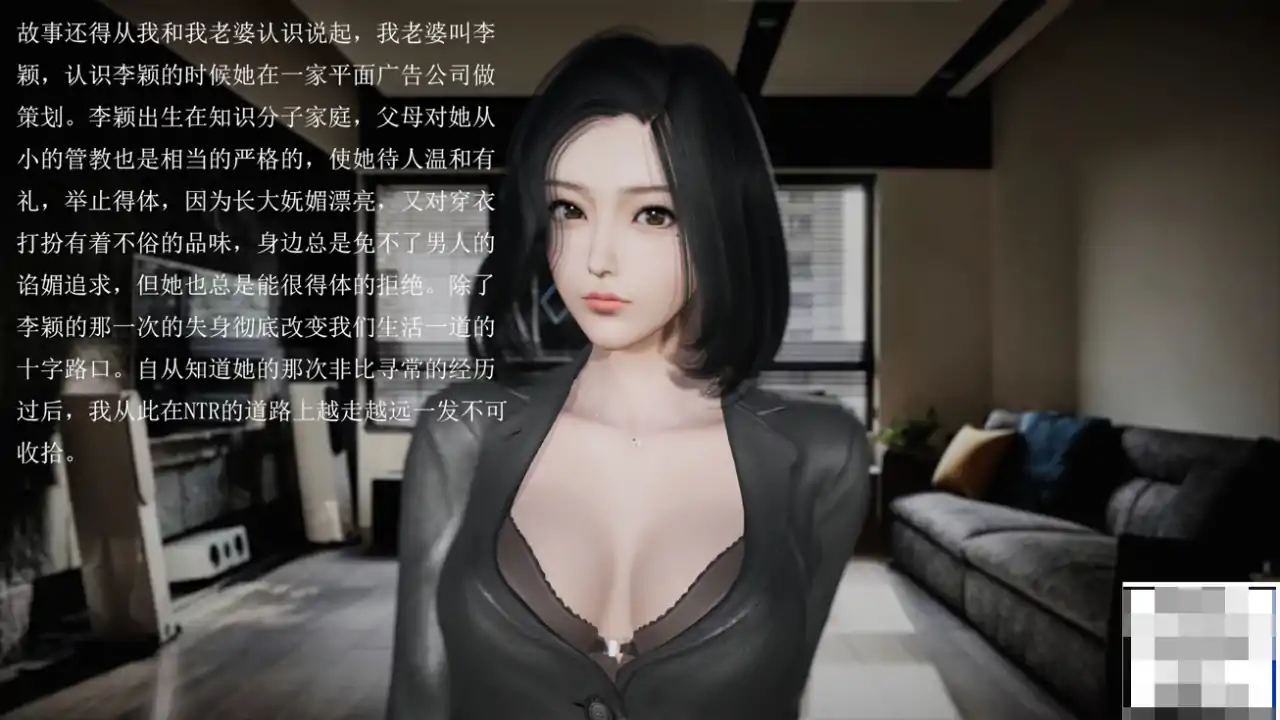 故事还得从我和我老婆认识说起，我老婆叫李
颖，认识李颖的时候她在一家平面广告公司做
策划。李颖出生在知识分子家庭，父母对她从
小的管教也是相当的严格的，使她待人温和有
礼，举止得体，因为长大妩媚漂亮，又对穿衣
打扮有着不俗的品味，身边总是免不了男人的
谄媚追求，但她也总是能很得体的拒绝。除了
李颖的那一次的失身彻底改变我们生活一道的
十字路口。自从知道她的那次非比寻常的经历
过后，我从此在NTR的道路上越走越远一发不可
收拾。